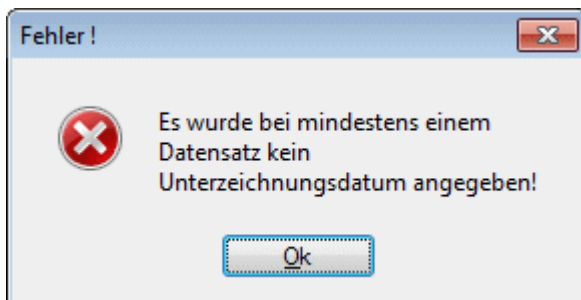 Fehler !
Es wurde bei mindestens einem
Datensatz kein
Unterzeichnungsdatum angegeben!
Ok